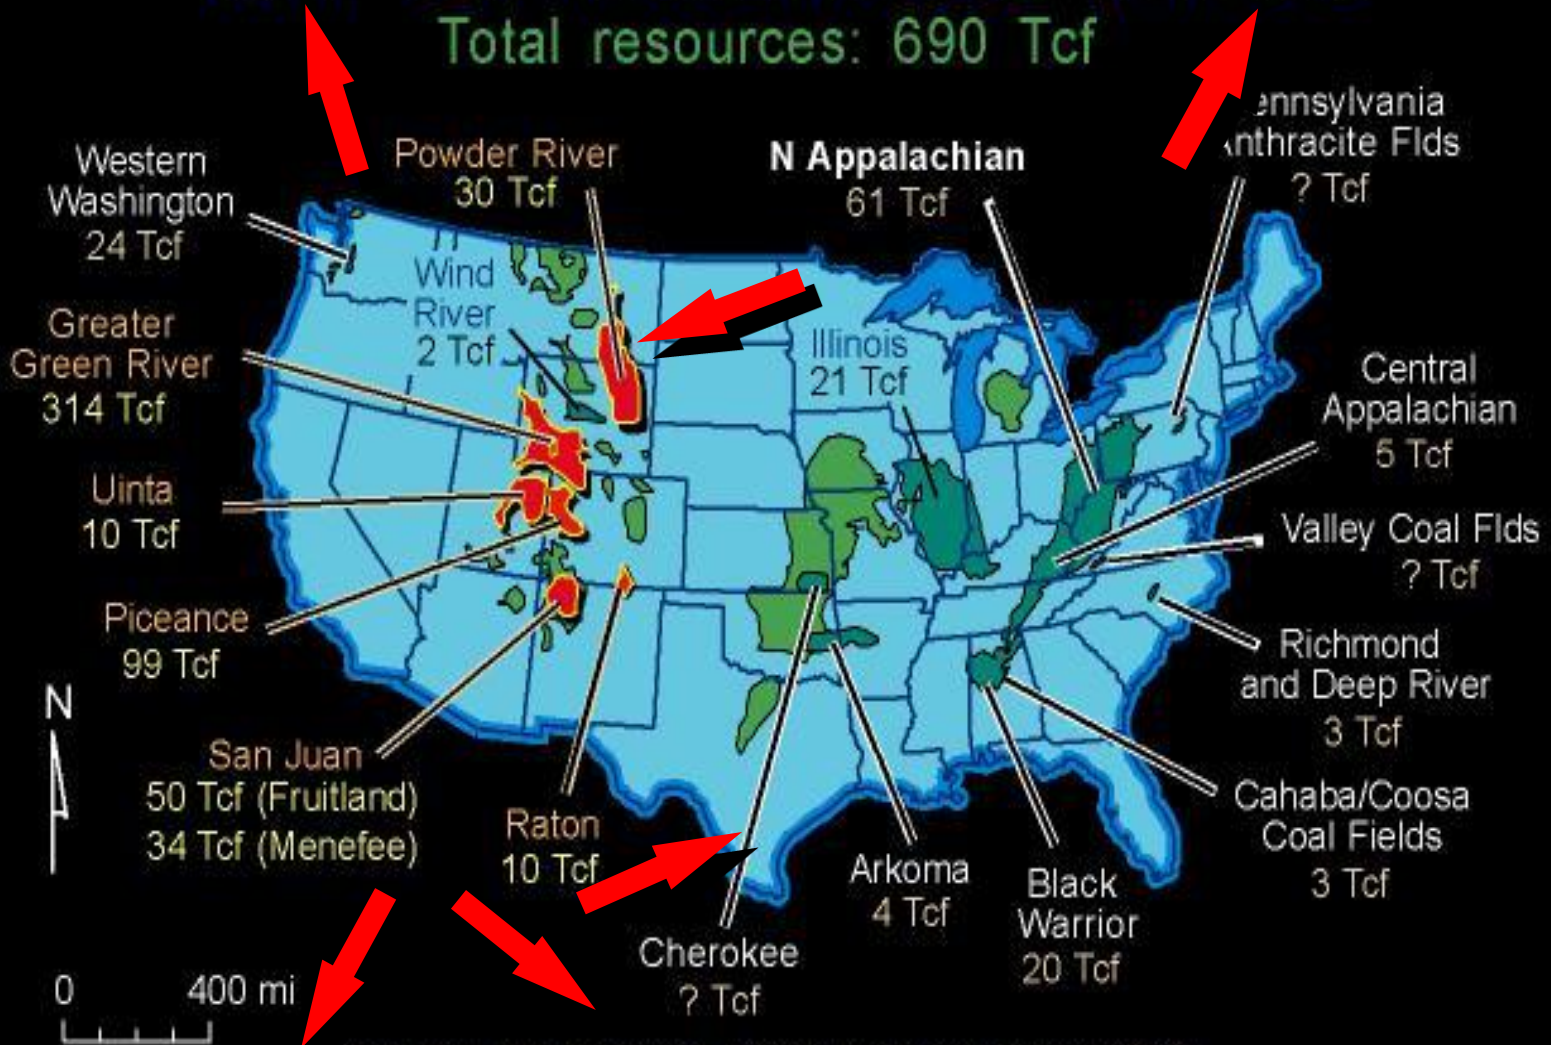 Total resources: 690 Tcf
ennsylvania
nthracite Flds
? Tcf
Western
Washington
24 Tcf
Powder River
30 Tcf
N Appalachian
61 Tcf
Wind
River
2 Tcf
Greater
Green River
314 Tcf
Illinois
21 Tcf
Central
Appalachian
5 Tcf
Uinta
10 Tcf
Valley Coal Flds
? Tcf
Piceance
99 Tcf
Richmond
and Deep River
3 Tcf
N
San Juan
50 Tcf (Fruitland)
34 Tcf (Menefee)
Raton
10 Tcf
Cahaba/Coosa
Coal Fields
3 Tcf
Arkoma
4 Tcf
Black
Warrior
20 Tcf
Cherokee
? Tcf
0 400 mi